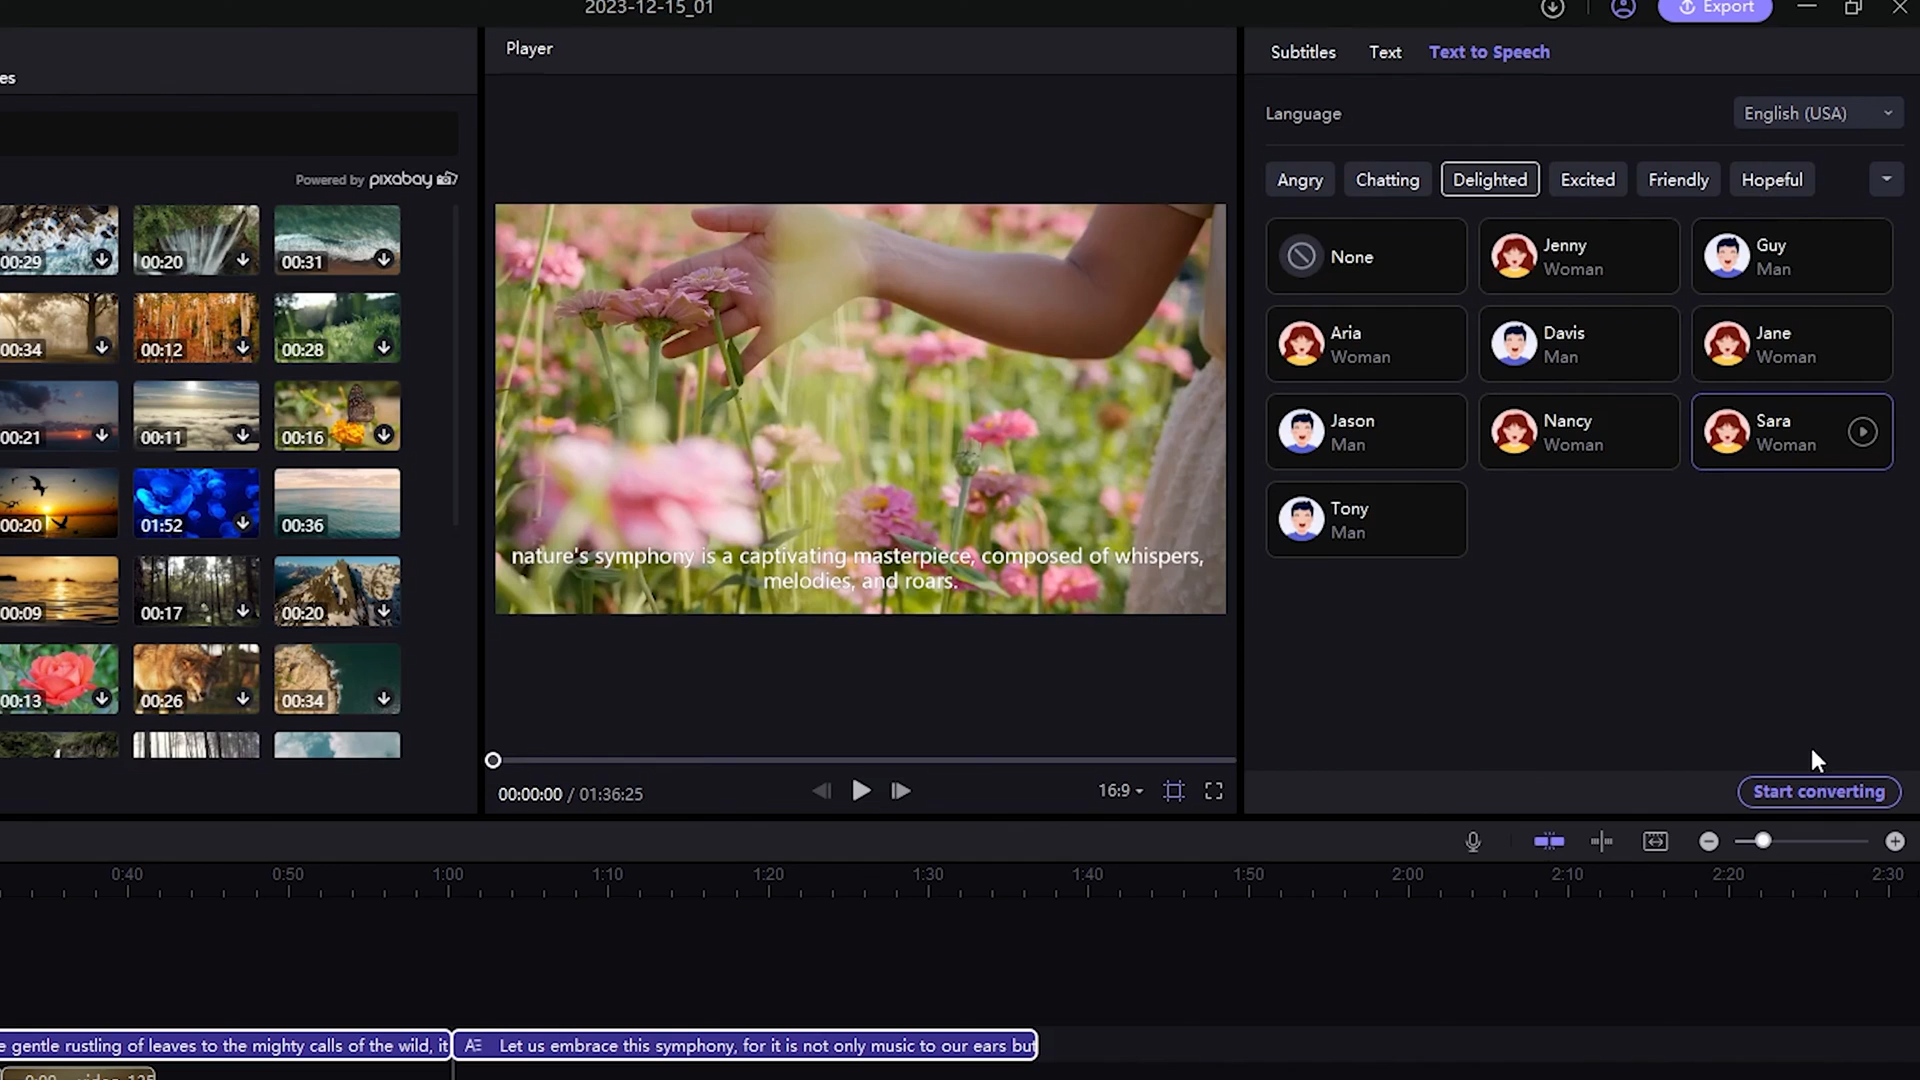 2023-12-15_01
Export
es
Player
Subtitles
Text
Text to Speech
Language
English (USA)
Powered by pixabay
Angry
Chatting
Delighted
Excited
Friendly
Hopeful
00:29
00:20
00:31
None
Jenny
Woman
Guy
Man
00:34
00:12
00:28
Aria
Woman
Davis
Man
Jane
Woman
00:21
00:11
00:16
Jason
Man
Nancy
Woman
Sara
Woman
00:20
01:52
00:36
Tony
Man
nature's symphony is a captivating masterpiece, composed of whispers,
melodies, and roars.
00:09
00:17
00:20
00:13
00:26
00:34
00:00:00 / 01:36:25
16:9
Start converting
0:40
0:50
1:00
1:10
1:20
1:30
1:40
1:50
2:00
2:10
2:20
2:30
e gentle rustling of leaves to the mighty calls of the wild, it
Let us embrace this symphony, for it is not only music to our ears but